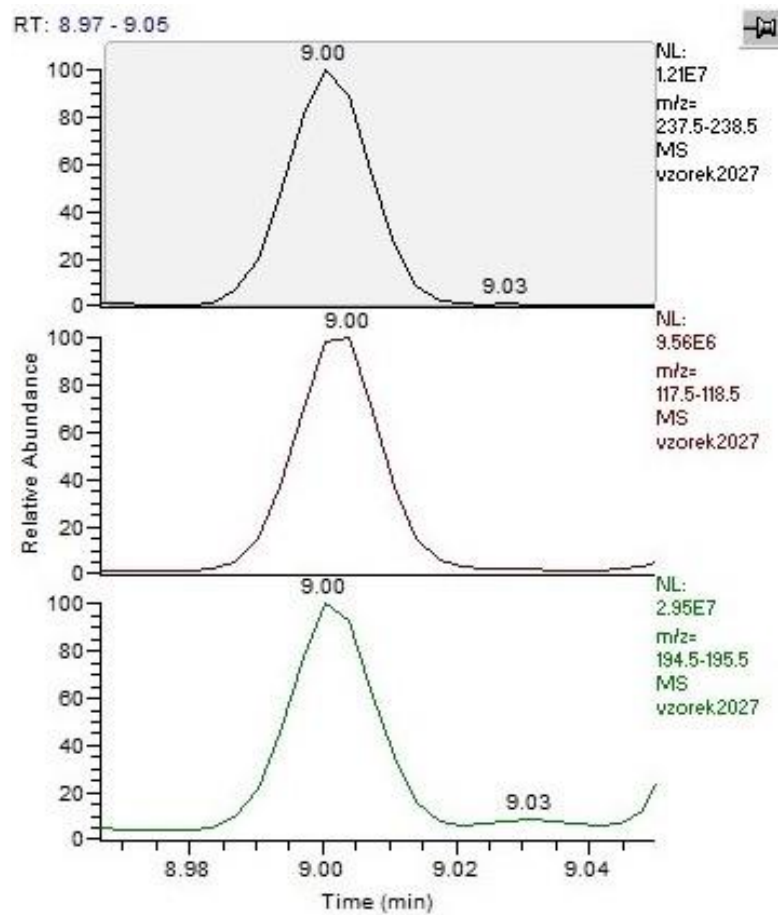 RT: 8.97 - 9.05
9.00
NL:
1.21E7
m/z=
237.5-238.5
MS
vzorek2027
100
80
60
40
20
0
9.03
9.00
NL:
9.56E6
m/z=
117.5-118.5
MS
vzorek2027
100
80
60
40
20
0
Relative Abundance
9.00
NL:
2.95E7
m/z=
194.5-195.5
MS
vzorek2027
100
80
60
40
20
0
9.03
8.98 9.00 9.02 9.04
Time (min)